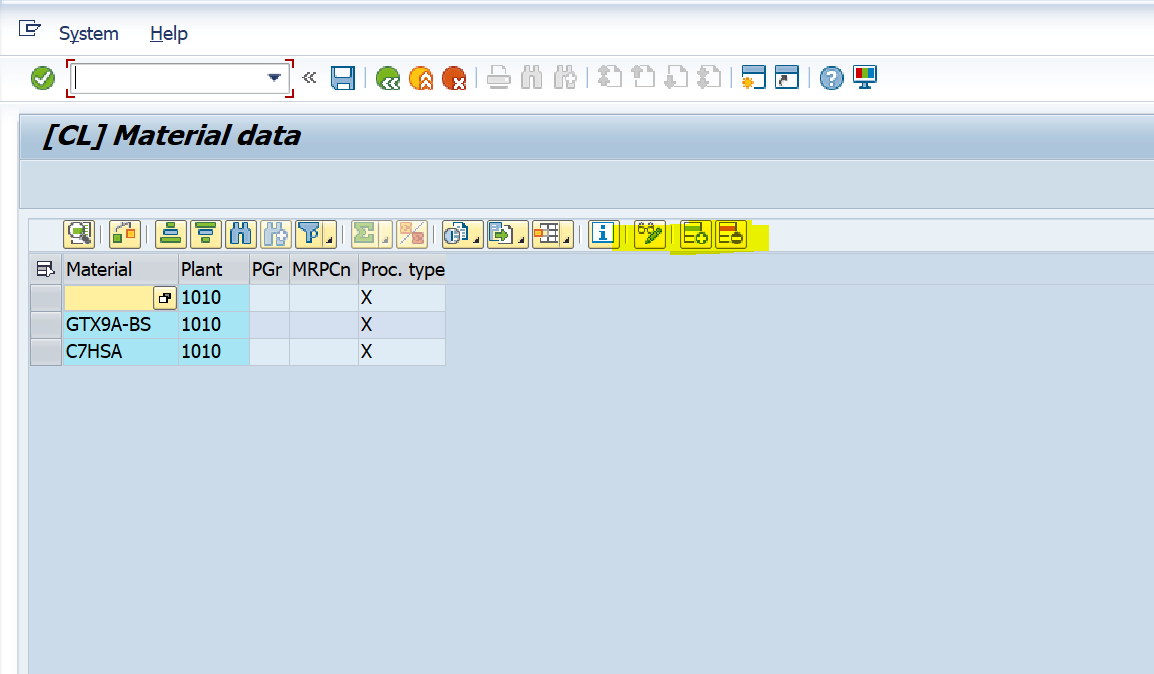 System Help
[CL] Material data
Material Plant PGr MRPCn Proc. type
1010 X
GTX9A-BS 1010 X
C7HSA 1010 X